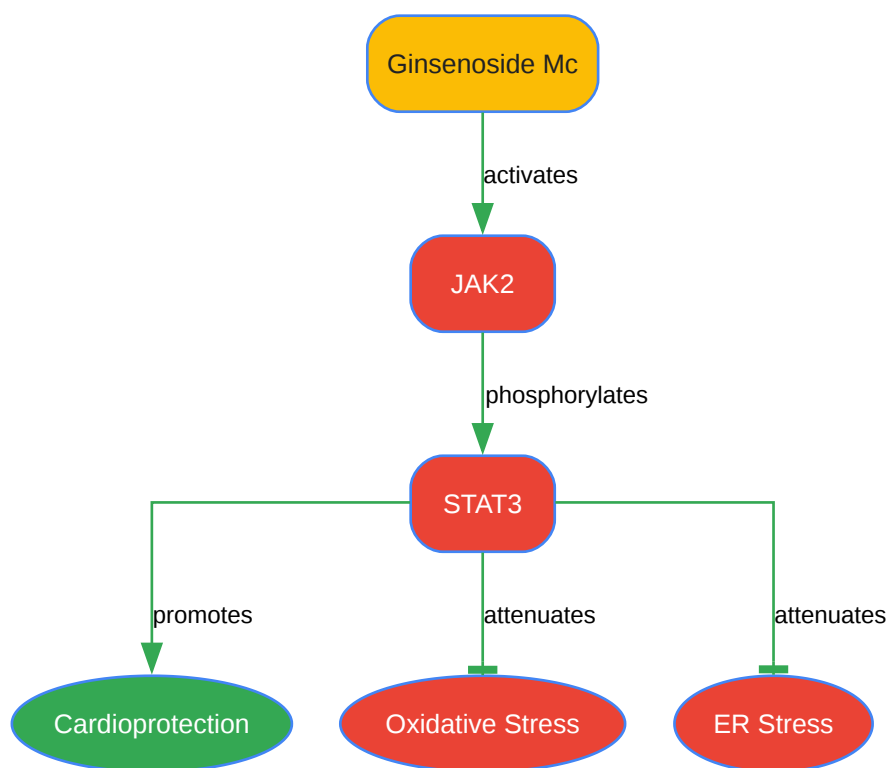 Ginsenoside Mc
activates
JAK2
phosphorylates
STAT3
promotes
attenuates
attenuates
Cardioprotection
Oxidative Stress
ER Stress